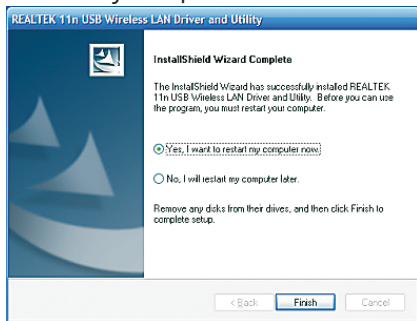 REALTEK 11n USB Wireless LAN Driver and Utility
InstallShield Wizard Complete
The InstallShield Wizard has successfully installed REALTEK
11n USB Wireless LAN Driver and Utility. Before you can use
the program, you must restart your computer.
Yes, I want to restart my computer now.
No, I will restart my computer later.
Remove any disks from their drives, and then click Finish to
complete setup.
< Back Finish Cancel